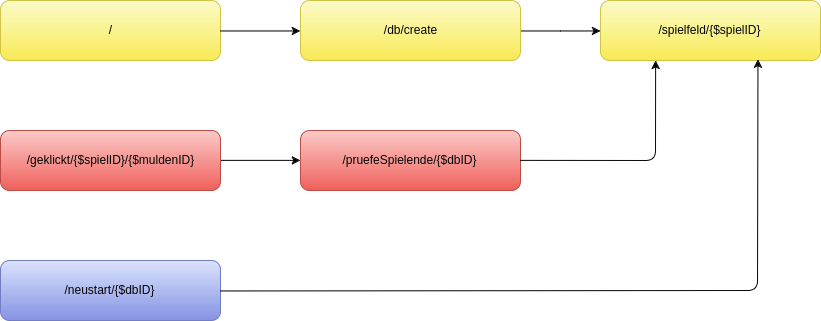 /
/db/create
/spielfeld/{$spielID}
/geklickt/{$spielID}/{$muldenID}
/pruefeSpielende/{$dbID}
/neustart/{$dbID}